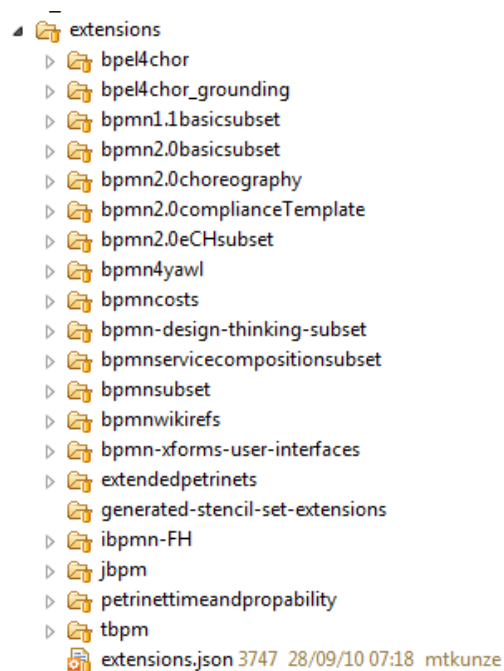 extensions
bpel4chor
bpel4chor_grounding
bpmn1.1basicsubset
bpmn2.0basicsubset
bpmn2.0choreography
bpmn2.0complianceTemplate
bpmn2.0eCHsubset
bpmn4yawl
bpmncosts
bpmn-design-thinking-subset
bpmnservicecompositionsubset
bpmnsubset
bpmnwikirefs
bpmn-xforms-user-interfaces
extendedpetrinets
generated-stencil-set-extensions
ibpmn-FH
jbpm
petrinettimeandpropability
tbpm
extensions.json 3747 28/09/10 07:18 mtkunze